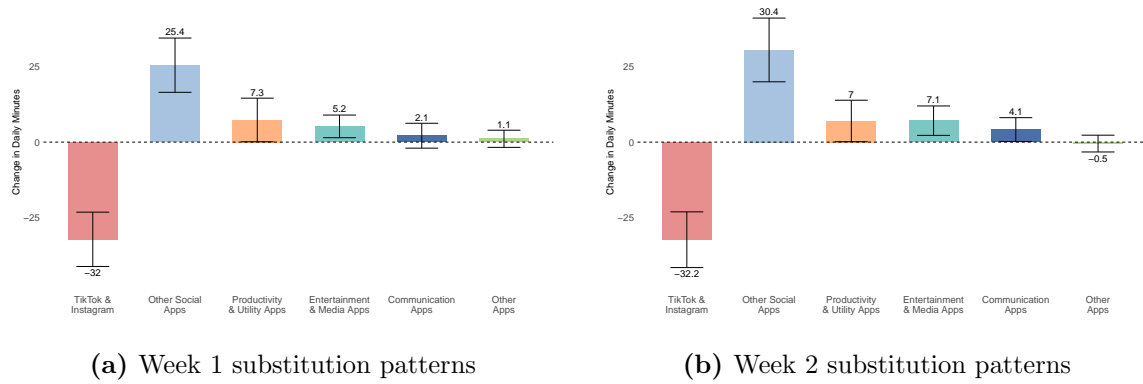 25.4
7.3
5.2
2.1
1.1
−32
25
0
−25
Change in Daily Minutes
TikTok &
Instagram
Other Social
Apps
Productivity
& Utility Apps
Entertainment
& Media Apps
Communication
Apps
Other
Apps
(a) Week 1 substitution patterns
30.4
7
7.1
4.1
−0.5
−32.2
25
0
−25
Change in Daily Minutes
TikTok &
Instagram
Other Social
Apps
Productivity
& Utility Apps
Entertainment
& Media Apps
Communication
Apps
Other
Apps
(b) Week 2 substitution patterns